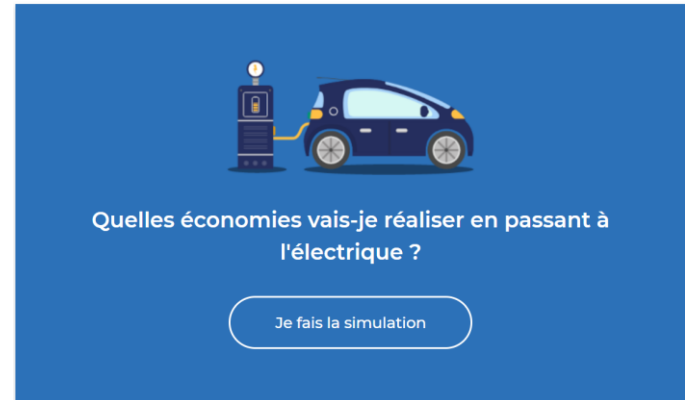 Quelles économies vais-je réaliser en passant à
l'électrique ?
Je fais la simulation